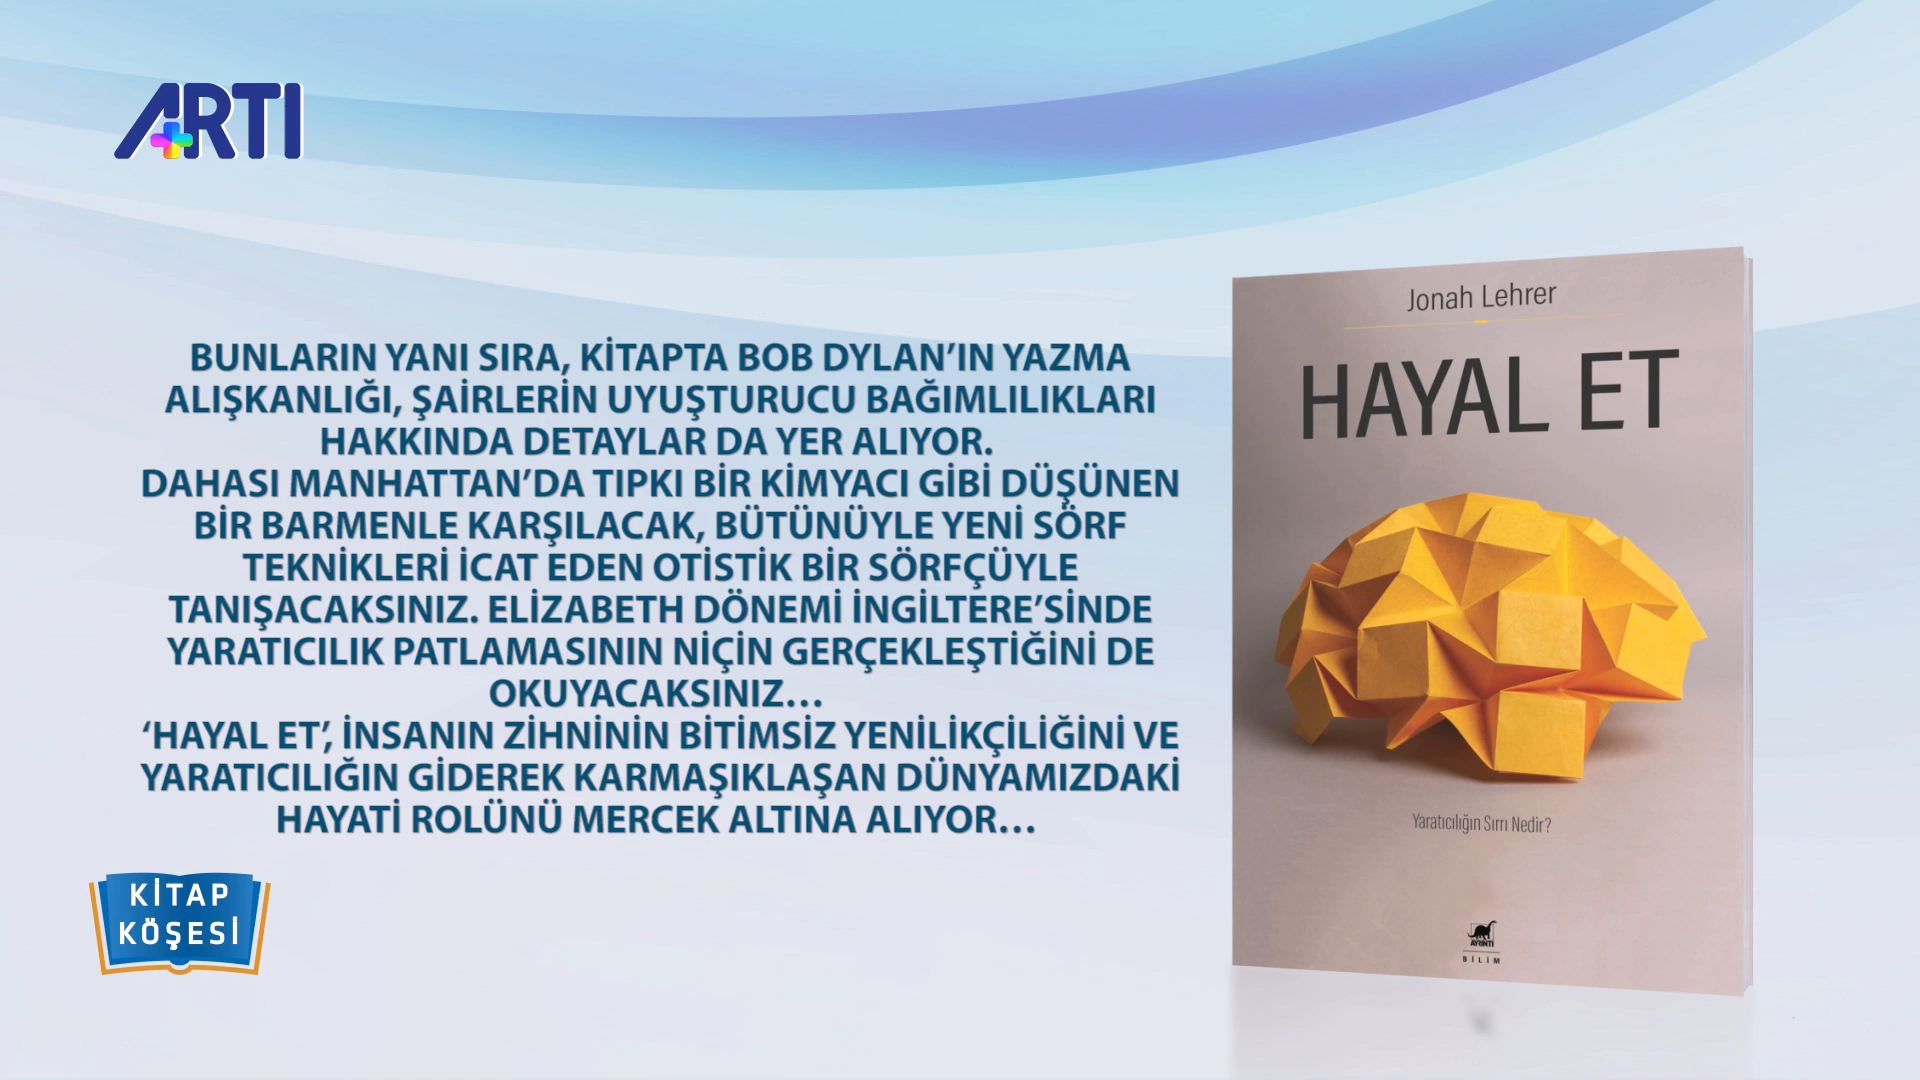 ARTI
BUNLARIN YANI SIRA, KİTAPTA BOB DYLAN'IN YAZMA
ALIŞKANLIĞI, ŞAİRLERİN UYUŞTURUCU BAĞIMLILIKLARI
HAKKINDA DETAYLAR DA YER ALIYOR.
DAHASI MANHATTAN'DA TIPKI BİR KİMYACI GİBİ DÜŞÜNEN
BİR BARMENLE KARŞILACAK, BÜTÜNÜYLE YENİ SÖRF
TEKNİKLERİ İCAT EDEN OTİSTİK BİR SÖRFÇÜYLE
TANIŞACAKSINIZ. ELİZABETH DÖNEMİ İNGİLTERE'SİNDE
YARATICILIK PATLAMASININ NİÇİN GERÇEKLEŞTİĞİNİ DE
OKUYACAKSINIZ...
'HAYAL ET', İNSANIN ZİHNİNİN BİTİMSİZ YENİLİKÇİLİĞİNİ VE
YARATICILIĞIN GİDEREK KARMAŞIKLAŞAN DÜNYAMIZDAKİ
HAYATİ ROLÜNÜ MERCEK ALTINA ALIYOR...
KİTAP
KÖŞESİ
Jonah Lehrer
HAYAL ET
Yaratıcılığın Sırrı Nedir?
AYRINTI
BİLİM